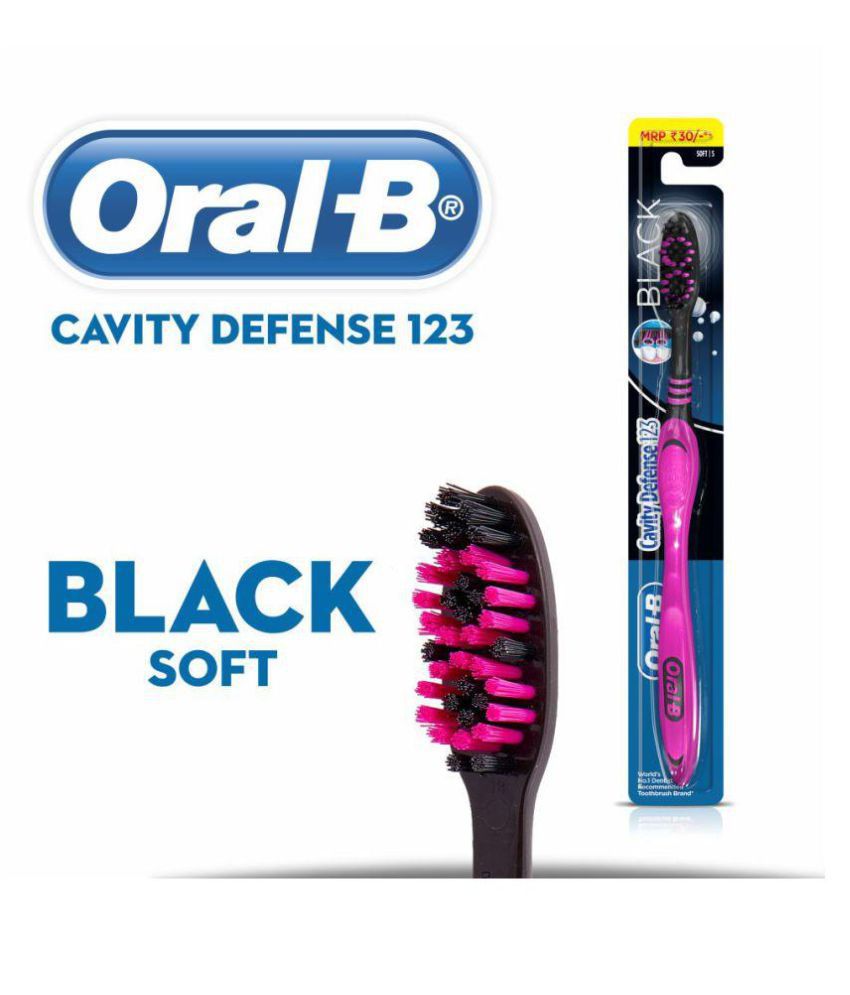 Oral-B®
CAVITY DEFENSE 123
BLACK
SOFT
MRP ₹30/-
SOFT | S
BLACK
Cavity Defense 123
Oral-B
Oral-B
World's
No.1 Dentist
Recommended
Toothbrush Brand*